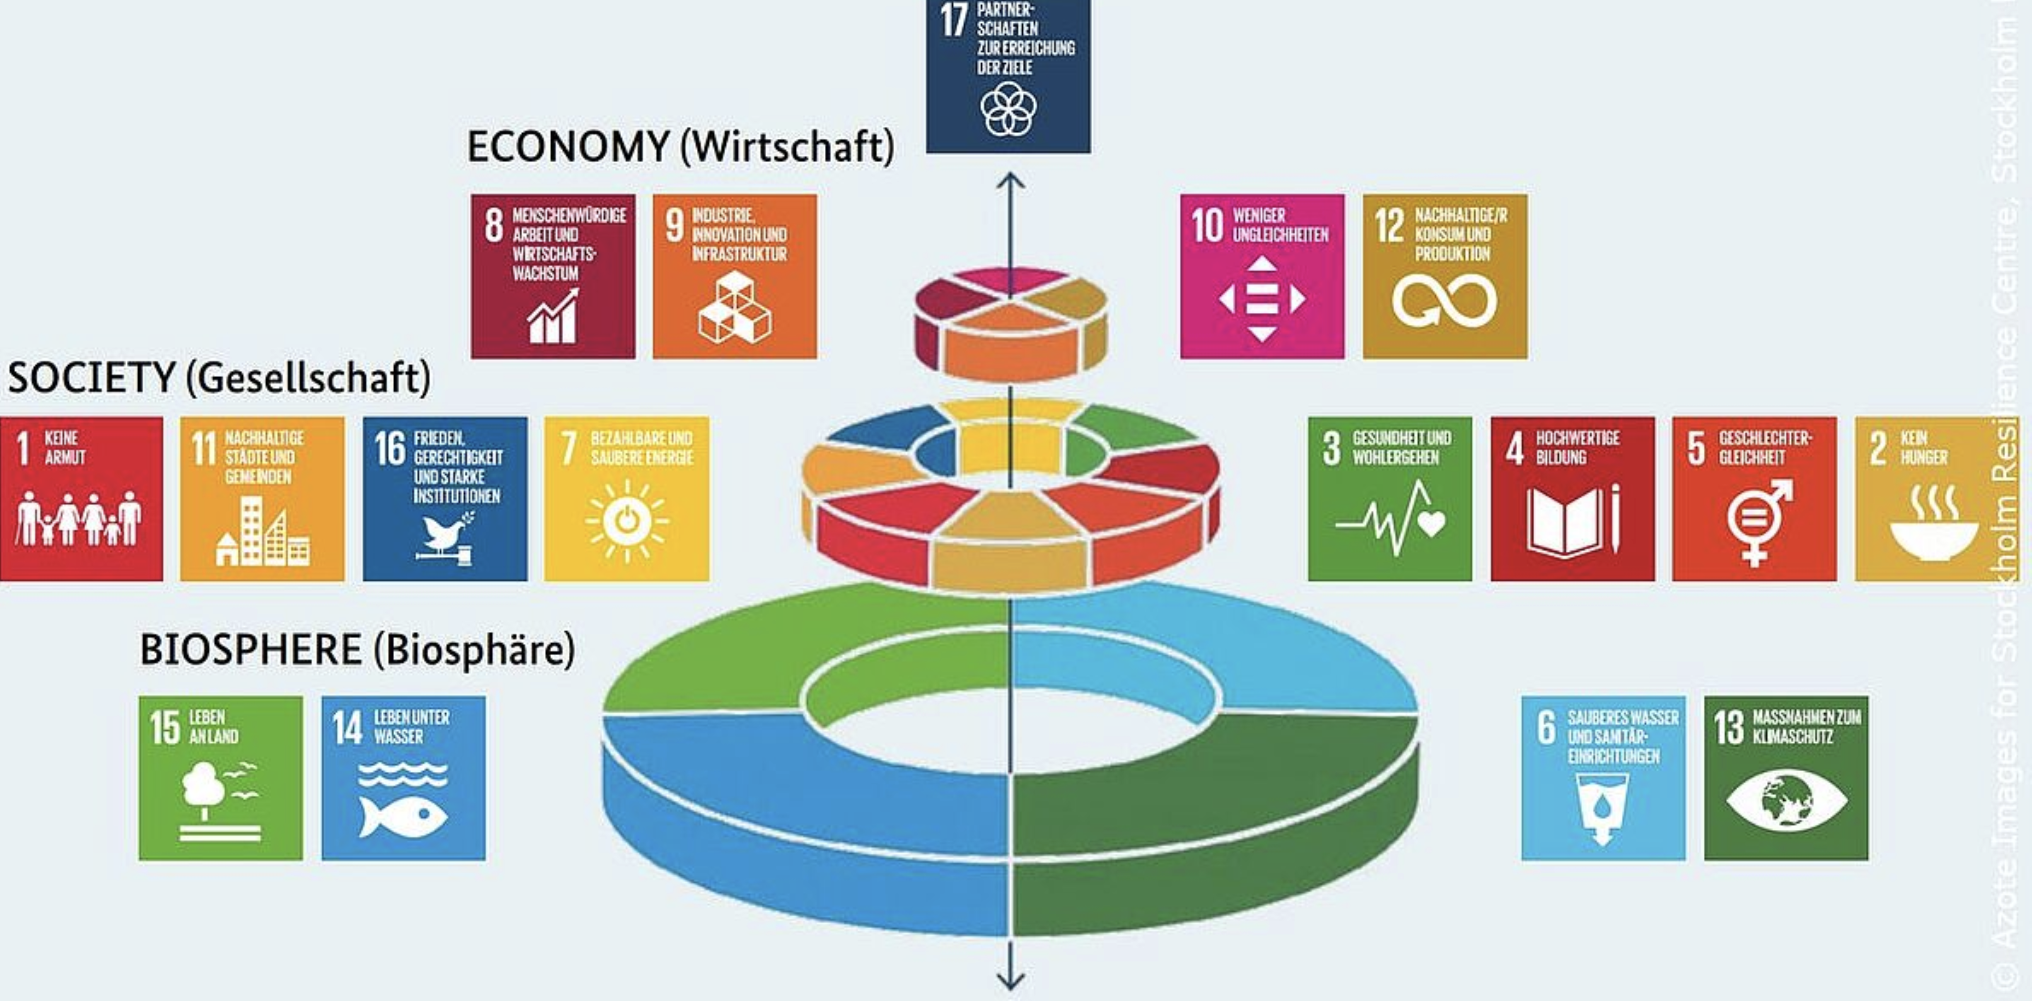 17 PARTNER-
SCHAFTEN
ZUR ERREICHUNG
DER ZIELE
ECONOMY (Wirtschaft)
8 MENSCHENWÜRDIGE
ARBEIT UND
WIRTSCHAFTS-
WACHSTUM
9 INDUSTRIE,
INNOVATION UND
INFRASTRUKTUR
10 WENIGER
UNGLEICHHEITEN
12 NACHHALTIGE/R
KONSUM UND
PRODUKTION
SOCIETY (Gesellschaft)
1 KEINE
ARMUT
11 NACHHALTIGE
STÄDTE UND
GEMEINDEN
16 FRIEDEN,
GERECHTIGKEIT
UND STARKE
INSTITUTIONEN
7 BEZAHLBARE UND
SAUBERE ENERGIE
3 GESUNDHEIT UND
WOHLERGEHEN
4 HOCHWERTIGE
BILDUNG
5 GESCHLECHTER-
GLEICHHEIT
2 KEIN
HUNGER
BIOSPHERE (Biosphäre)
15 LEBEN
AN LAND
14 LEBEN UNTER
WASSER
6 SAUBERES WASSER
UND SANITÄR-
EINRICHTUNGEN
13 MASSNAHMEN ZUM
KLIMASCHUTZ
© Azote Images for Stockholm Resilience Centre, Stockholm